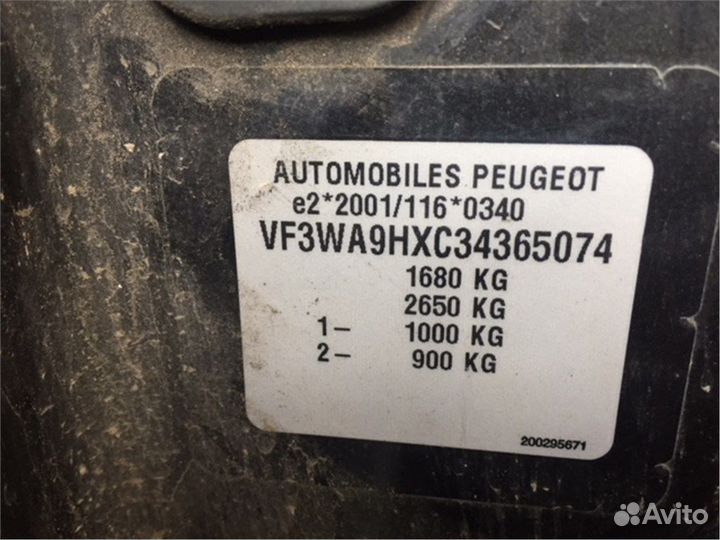 AUTOMOBILES PEUGEOT
e2*2001/116*0340
VF3WA9HXC34365074
1680 KG
2650 KG
1- 1000 KG
2- 900 KG
200295671
Avito